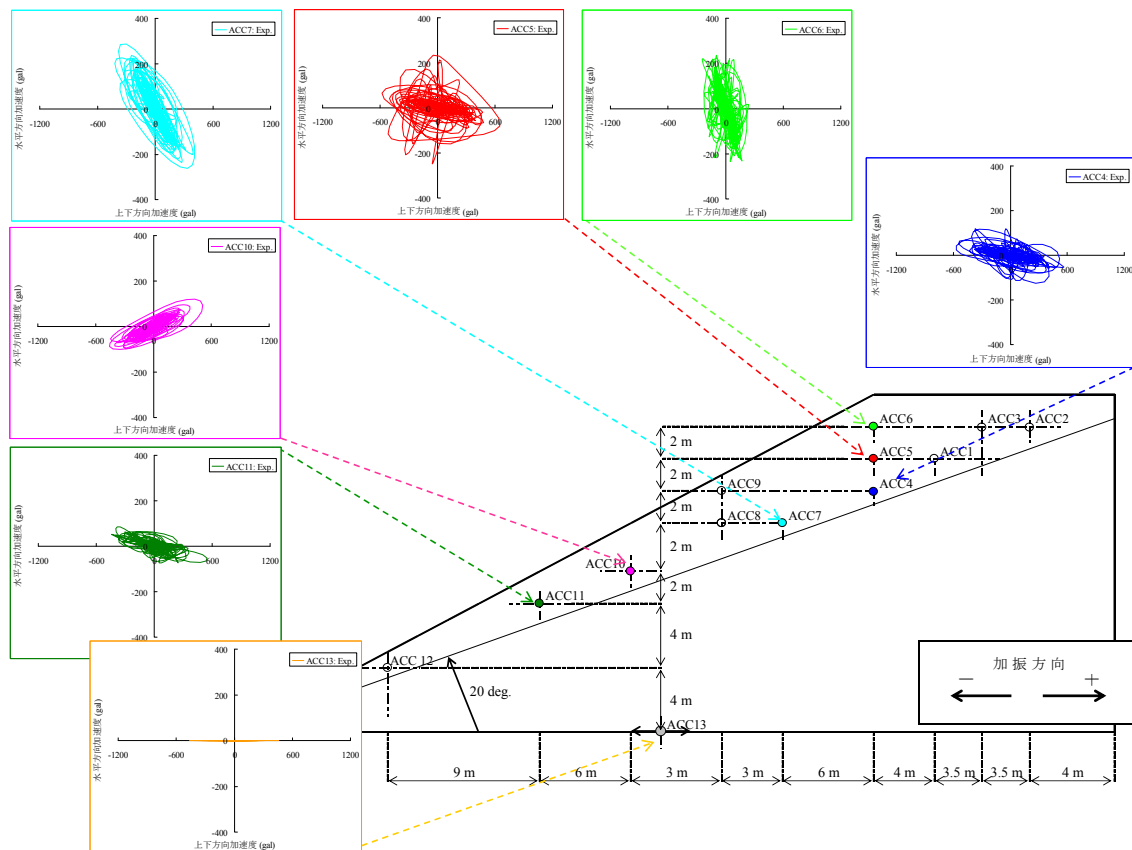 ACC7: Exp.
400
200
0
-200
-400
-1200
-600
0
600
1200
水平方向加速度 (gal)
上下方向加速度 (gal)
ACC5: Exp.
400
200
0
-200
-400
-1200
-600
0
600
1200
水平方向加速度 (gal)
上下方向加速度 (gal)
ACC6: Exp.
400
200
0
-200
-400
-1200
-600
0
600
1200
水平方向加速度 (gal)
上下方向加速度 (gal)
ACC4: Exp.
400
200
0
-200
-400
-1200
-600
0
600
1200
水平方向加速度 (gal)
上下方向加速度 (gal)
ACC10: Exp.
400
200
0
-200
-400
-1200
-600
0
600
1200
水平方向加速度 (gal)
上下方向加速度 (gal)
ACC11: Exp.
400
200
0
-200
-400
-1200
-600
0
600
1200
水平方向加速度 (gal)
ACC13: Exp.
400
200
0
-200
-400
-1200
-600
0
600
1200
水平方向加速度 (gal)
上下方向加速度 (gal)
ACC6
ACC3
ACC2
2 m
ACC5
ACC1
2 m
ACC9
ACC4
2 m
ACC8
ACC7
2 m
ACC10
2 m
ACC11
4 m
ACC 12
20 deg.
4 m
ACC13
加 振 方 向
−
+
9 m
6 m
3 m
3 m
6 m
4 m
3.5 m
3.5 m
4 m